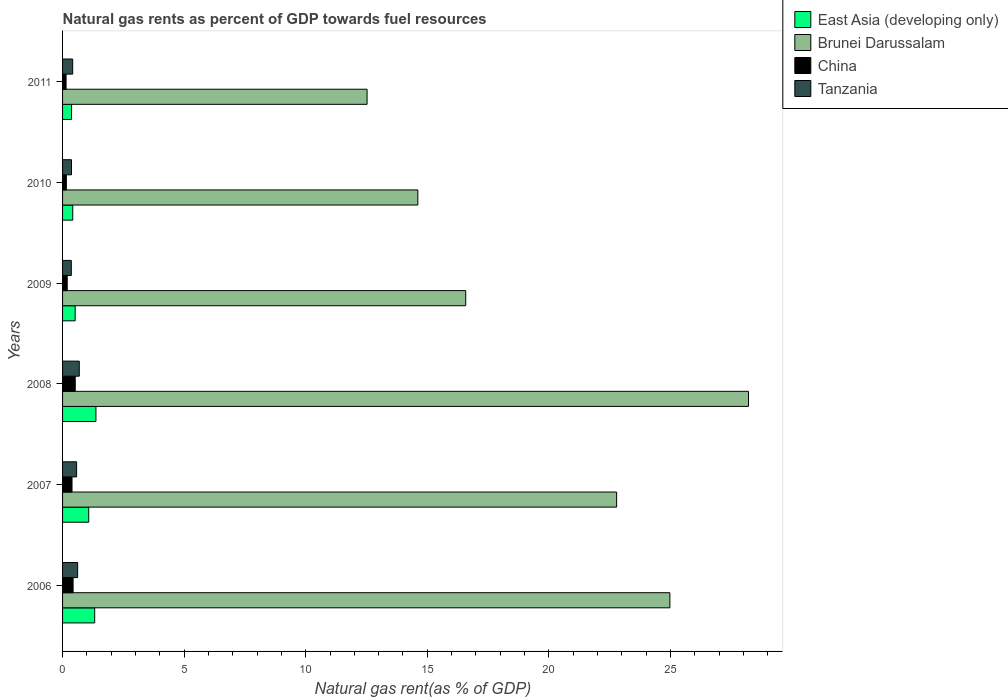 Natural gas rents as percent of GDP towards fuel resources
East Asia (developing only)
Brunei Darussalam
China
Tanzania
2011
2010
2009
2008
2007
2006
Years
0
5
10
15
20
25
Natural gas rent(as % of GDP)